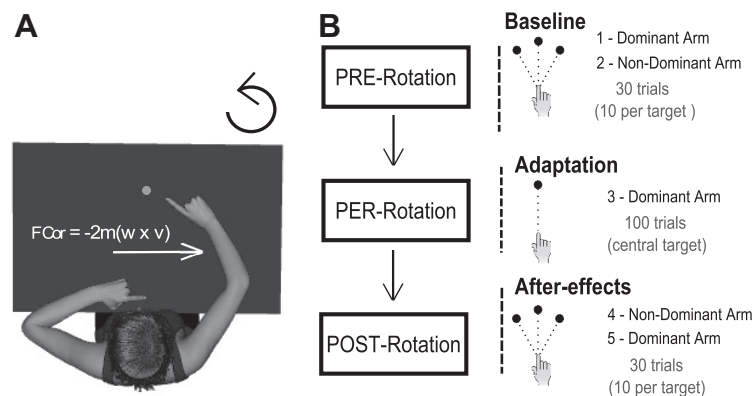 A
FCor = -2m(w x v)
B
PRE-Rotation
Baseline
1 - Dominant Arm
2 - Non-Dominant Arm
30 trials
(10 per target )
PER-Rotation
Adaptation
3 - Dominant Arm
100 trials
(central target)
POST-Rotation
After-effects
4 - Non-Dominant Arm
5 - Dominant Arm
30 trials
(10 per target)